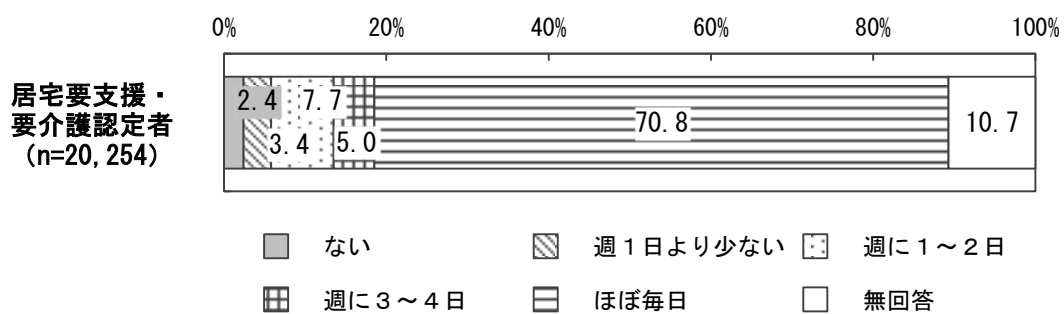 0% 20% 40% 60% 80% 100%
居宅要支援・
要介護認定者
(n=20,254)
2.4 7.7
3.4 5.0 70.8 10.7
ない 週１日より少ない 週に１～２日
週に３～４日 ほぼ毎日 無回答